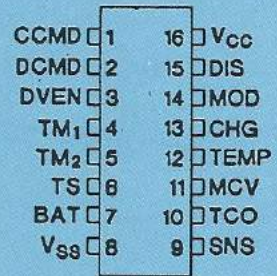 CCMD 1 16 VCC
DCMD 2 15 DIS
DVEN 3 14 MOD
TM1 4 13 CHG
TM2 5 12 TEMP
TS 6 11 MCV
BAT 7 10 TCO
VSS 8 9 SNS